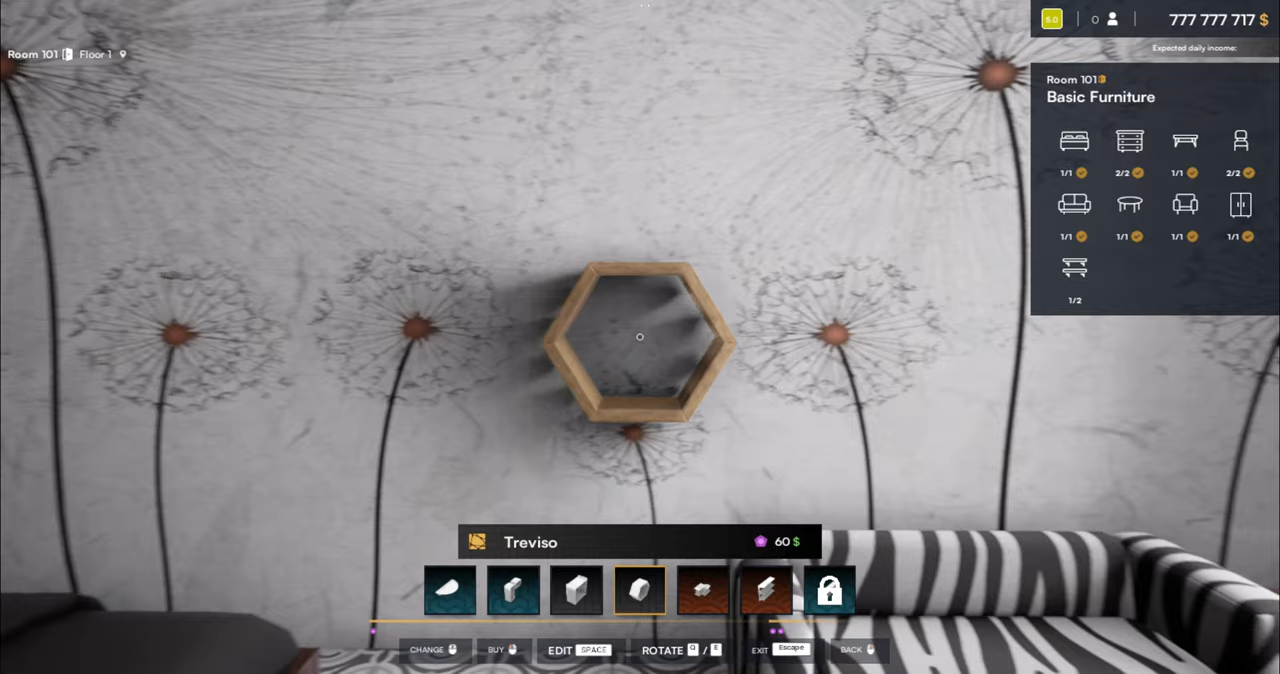 5.0 0 777 777 717 $
Room 101 Floor 1
Expected daily income:
Room 101
Basic Furniture
1/1 2/2 1/1 2/2
1/1 1/1 1/1 1/1
1/2
Treviso 60 $
CHANGE BUY EDIT SPACE ROTATE Q / E EXIT Escape BACK